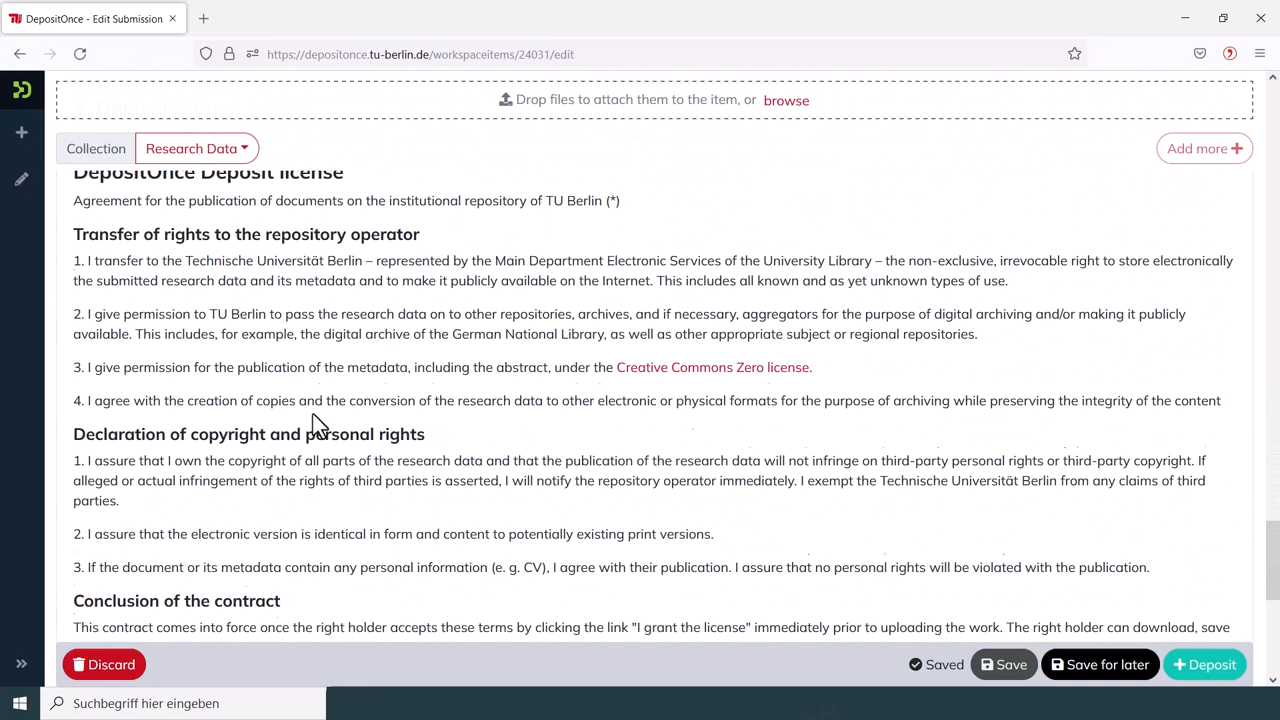 DepositOnce - Edit Submission
https://depositonce.tu-berlin.de/workspaceitems/24031/edit
Drop files to attach them to the item, or browse
Collection Research Data Add more +
DepositOnce Deposit license
Agreement for the publication of documents on the institutional repository of TU Berlin (*)
Transfer of rights to the repository operator
1. I transfer to the Technische Universität Berlin – represented by the Main Department Electronic Services of the University Library – the non-exclusive, irrevocable right to store electronically
the submitted research data and its metadata and to make it publicly available on the Internet. This includes all known and as yet unknown types of use.
2. I give permission to TU Berlin to pass the research data on to other repositories, archives, and if necessary, aggregators for the purpose of digital archiving and/or making it publicly
available. This includes, for example, the digital archive of the German National Library, as well as other appropriate subject or regional repositories.
3. I give permission for the publication of the metadata, including the abstract, under the Creative Commons Zero license.
4. I agree with the creation of copies and the conversion of the research data to other electronic or physical formats for the purpose of archiving while preserving the integrity of the content
Declaration of copyright and personal rights
1. I assure that I own the copyright of all parts of the research data and that the publication of the research data will not infringe on third-party personal rights or third-party copyright. If
alleged or actual infringement of the rights of third parties is asserted, I will notify the repository operator immediately. I exempt the Technische Universität Berlin from any claims of third
parties.
2. I assure that the electronic version is identical in form and content to potentially existing print versions.
3. If the document or its metadata contain any personal information (e. g. CV), I agree with their publication. I assure that no personal rights will be violated with the publication.
Conclusion of the contract
This contract comes into force once the right holder accepts these terms by clicking the link "I grant the license" immediately prior to uploading the work. The right holder can download, save
Discard Saved Save Save for later + Deposit
Suchbegriff hier eingeben